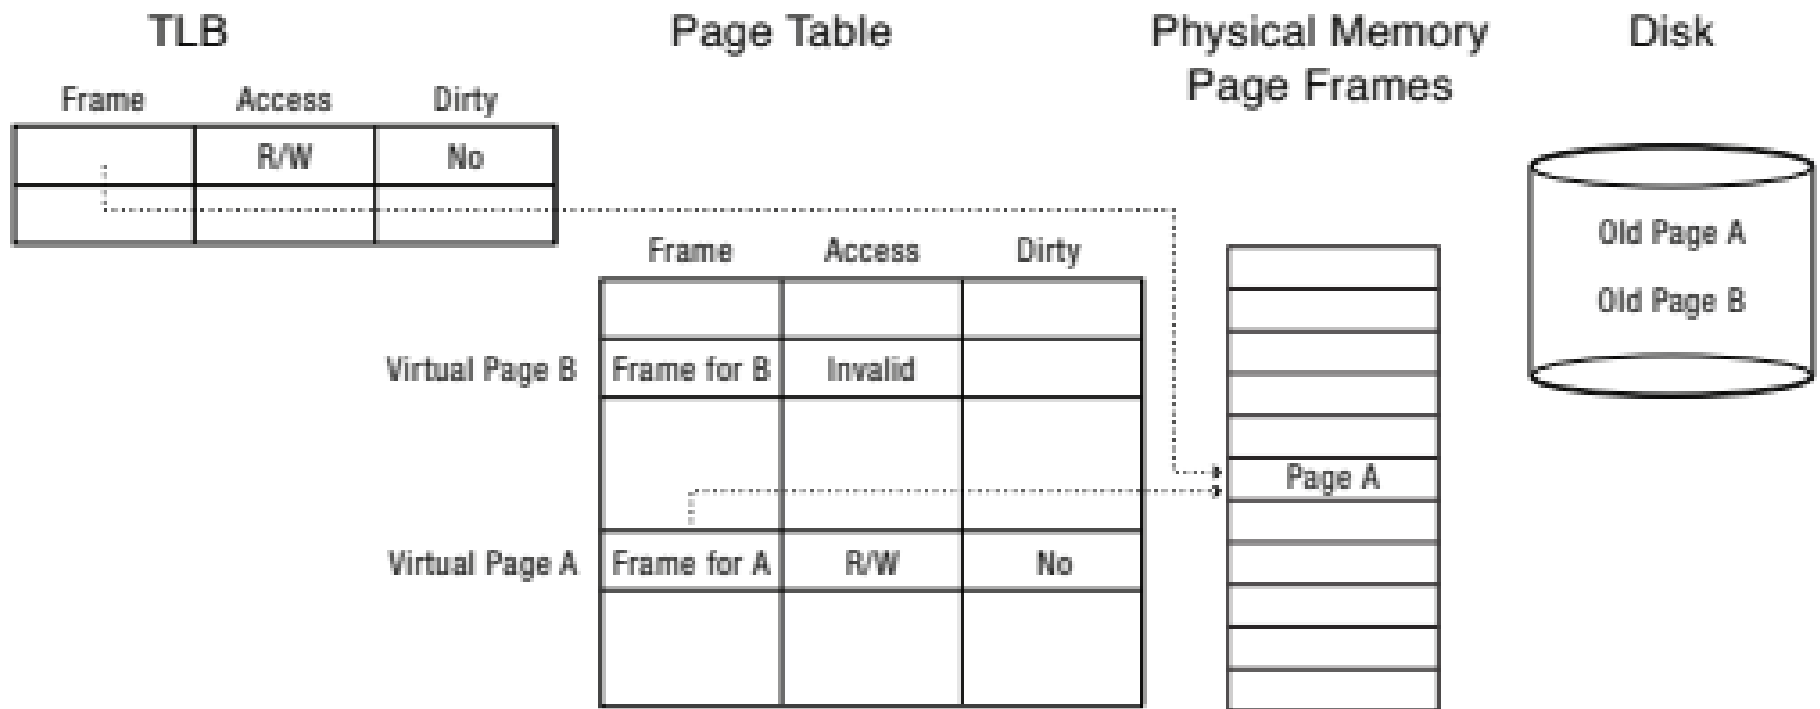 TLB
Page Table
Physical Memory
Page Frames
Disk
Frame Access Dirty
R/W No
Frame Access Dirty
Virtual Page B Frame for B Invalid
Virtual Page A Frame for A R/W No
Page A
Old Page A
Old Page B